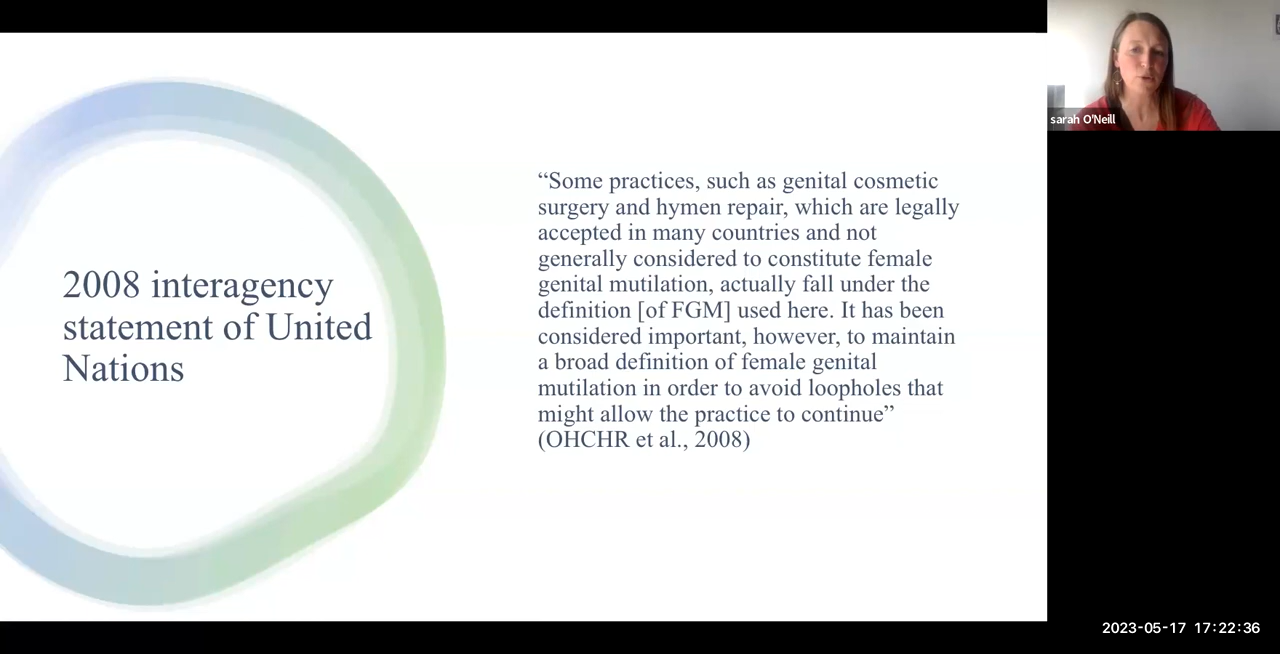 2008 interagency
statement of United
Nations
“Some practices, such as genital cosmetic
surgery and hymen repair, which are legally
accepted in many countries and not
generally considered to constitute female
genital mutilation, actually fall under the
definition [of FGM] used here. It has been
considered important, however, to maintain
a broad definition of female genital
mutilation in order to avoid loopholes that
might allow the practice to continue”
(OHCHR et al., 2008)
sarah O'Neill
2023-05-17 17:22:36